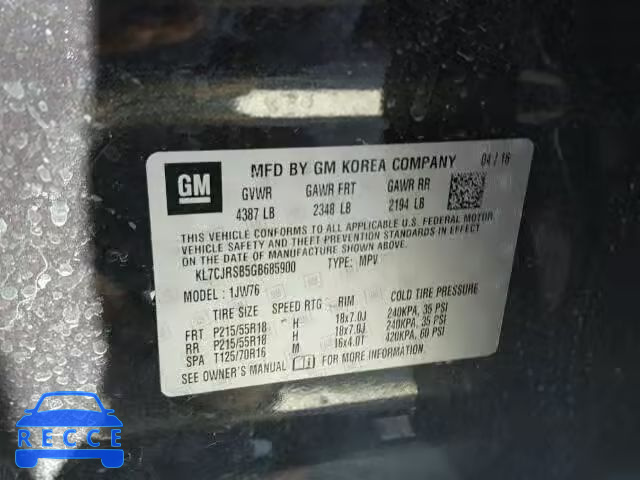 GM
MFD BY GM KOREA COMPANY 04/16
GVWR GAWR FRT GAWR RR
4387 LB 2348 LB 2194 LB
THIS VEHICLE CONFORMS TO ALL APPLICABLE U.S. FEDERAL MOTOR
VEHICLE SAFETY AND THEFT PREVENTION STANDARDS IN EFFECT ON
THE DATE OF MANUFACTURE SHOWN ABOVE.
KL7CJRSB5GB685900 TYPE: MPV
MODEL: 1JW76
TIRE SIZE SPEED RTG RIM COLD TIRE PRESSURE
FRT P215/55R18 H 18x7.0J 240KPA, 35 PSI
RR P215/55R18 H 18x7.0J 240KPA, 35 PSI
SPA T125/70R16 M 16x4.0T 420KPA, 60 PSI
SEE OWNER'S MANUAL FOR MORE INFORMATION.
RECCE